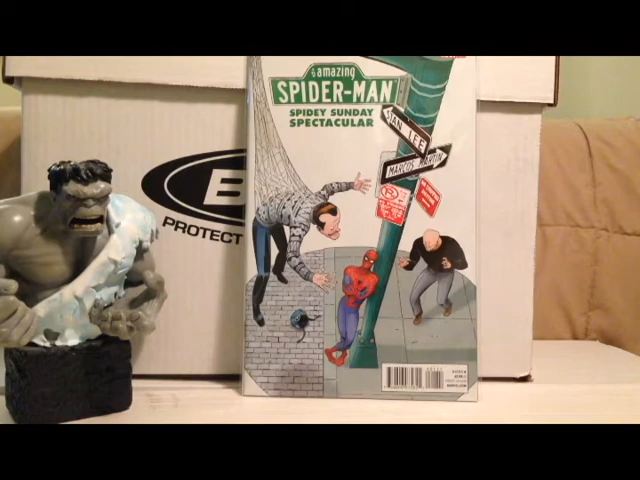 the amazing
SPIDER-MAN
SPIDEY SUNDAY
SPECTACULAR
STAN LEE
MARCOS MARTIN
B
PROTECT